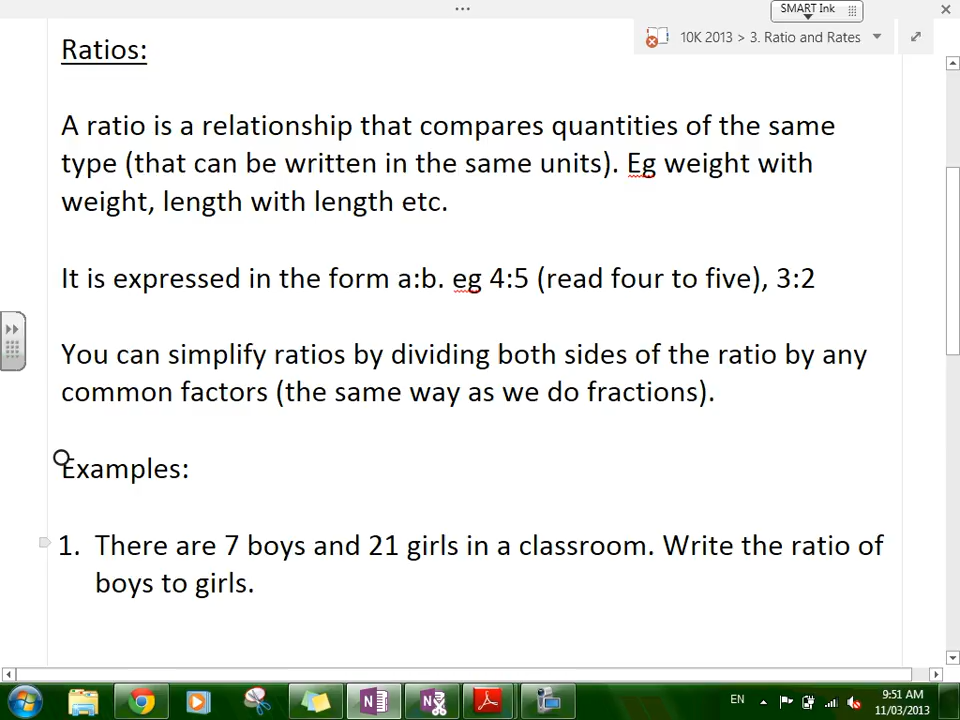 SMART Ink
10K 2013 > 3. Ratio and Rates
Ratios:
A ratio is a relationship that compares quantities of the same
type (that can be written in the same units). Eg weight with
weight, length with length etc.
It is expressed in the form a:b. eg 4:5 (read four to five), 3:2
You can simplify ratios by dividing both sides of the ratio by any
common factors (the same way as we do fractions).
Examples:
1. There are 7 boys and 21 girls in a classroom. Write the ratio of
boys to girls.
EN
9:51 AM
11/03/2013